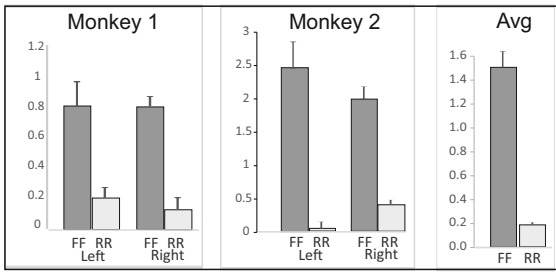 Monkey 1
1.2
1
0.8
0.6
0.4
0.2
0
FF RR FF RR
Left Right
Monkey 2
3
2.5
2
1.5
1
0.5
0
FF RR FF RR
Left Right
Avg
1.6
1.4
1.2
1.0
0.8
0.6
0.4
0.2
0.0
FF RR